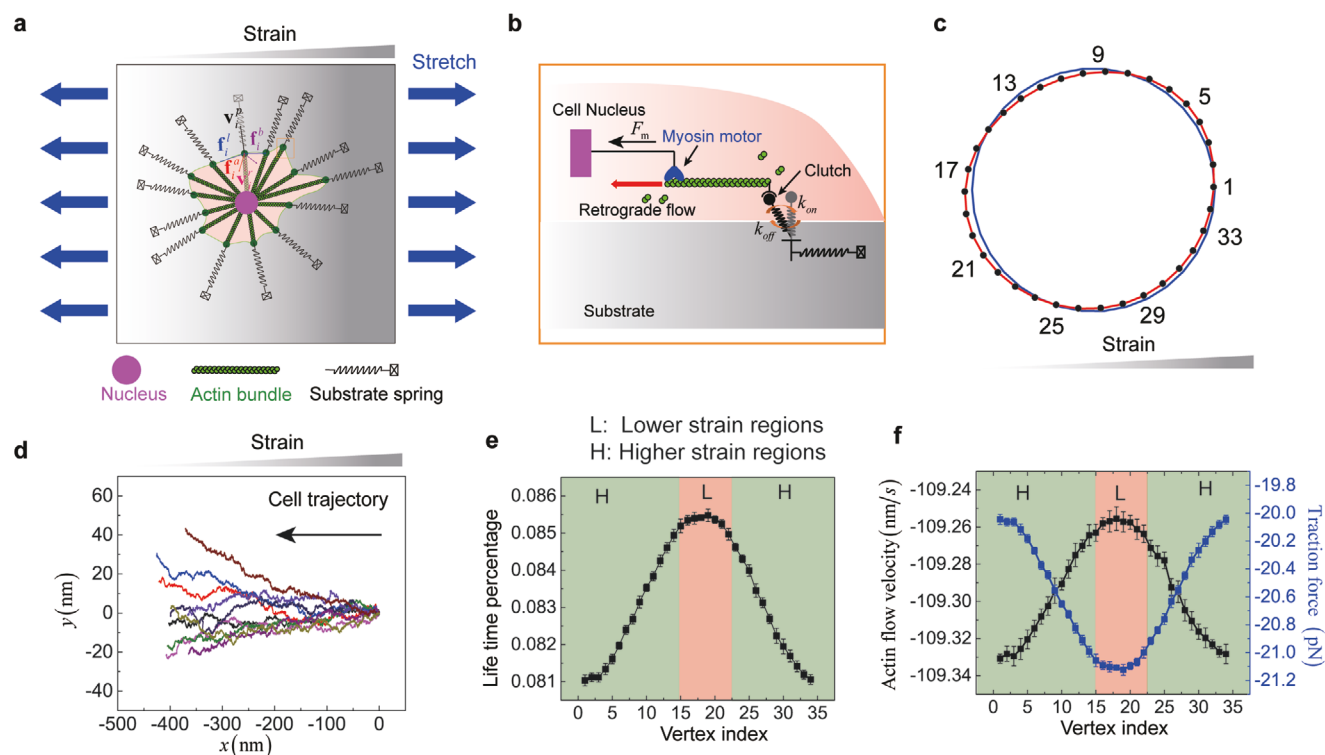 a
Strain
Stretch
v_i^p
f_i^l
f_i^b
f_i^a
Nucleus
Actin bundle
Substrate spring
b
Cell Nucleus
F_m
Myosin motor
Clutch
Retrograde flow
k_on
k_off
Substrate
c
9
13
5
17
1
33
21
25
29
Strain
d
Strain
Cell trajectory
60
40
20
0
-20
-40
y(nm)
-500
-400
-300
-200
-100
0
x(nm)
L: Lower strain regions
H: Higher strain regions
e
H
L
H
0.086
0.085
0.084
0.083
0.082
0.081
Life time percentage
0 5 10 15 20 25 30 35
Vertex index
f
H
L
H
-109.24
-109.26
-109.28
-109.30
-109.32
-109.34
Actin flow velocity(nm/s)
-19.8
-20.0
-20.2
-20.4
-20.6
-20.8
-21.0
-21.2
Traction force (pN)
0 5 10 15 20 25 30 35
Vertex index